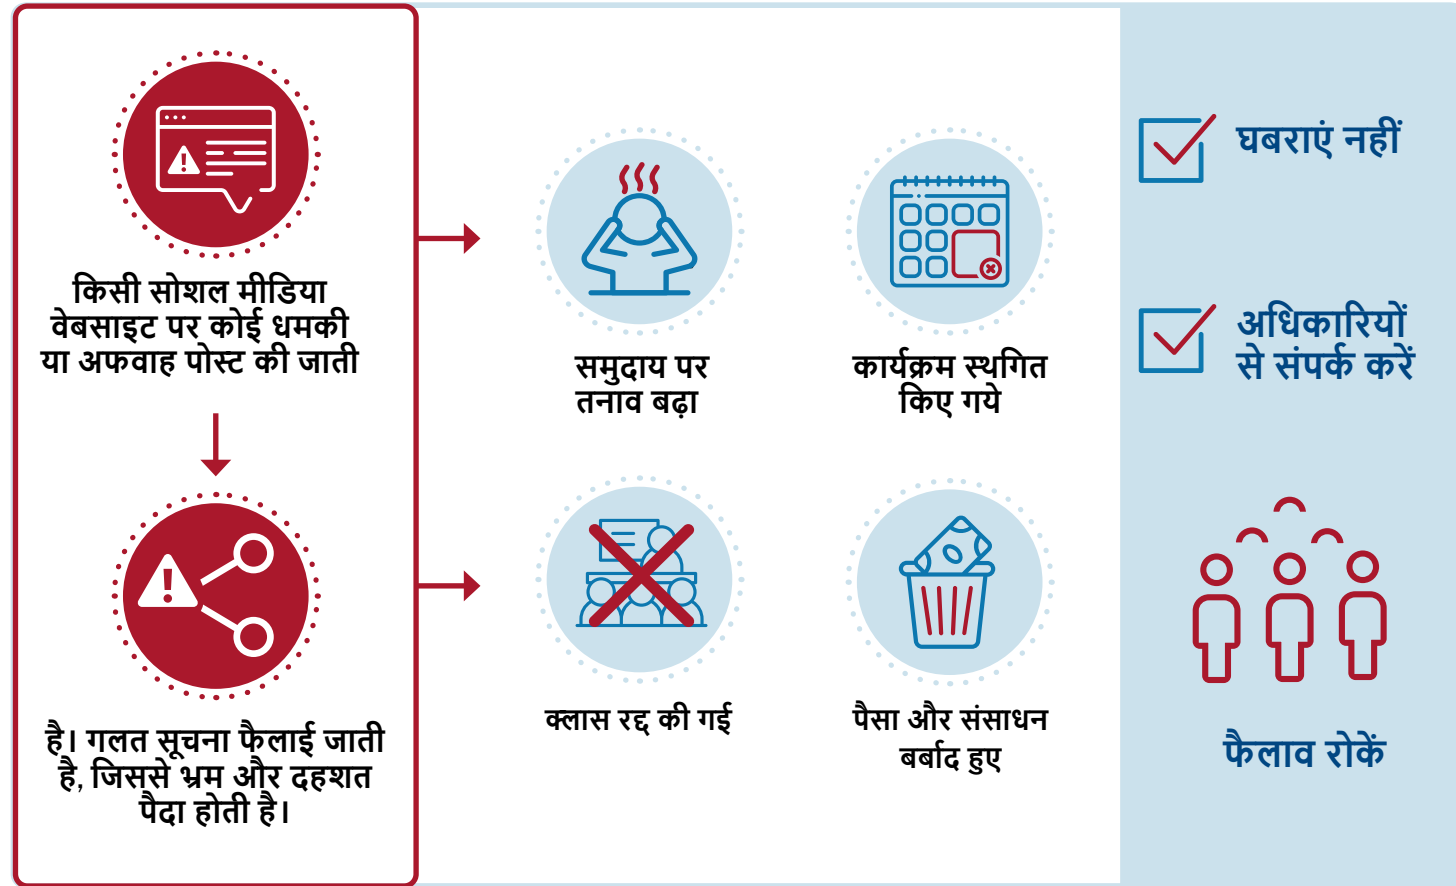 किसी सोशल मीडिया
वेबसाइट पर कोई धमकी
या अफवाह पोस्ट की जाती
है। गलत सूचना फैलाई जाती
है, जिससे भ्रम और दहशत
पैदा होती है।
समुदाय पर
तनाव बढ़ा
कार्यक्रम स्थगित
किए गये
क्लास रद्द की गई
पैसा और संसाधन
बर्बाद हुए
घबराएं नहीं
अधिकारियों
से संपर्क करें
फैलाव रोकें